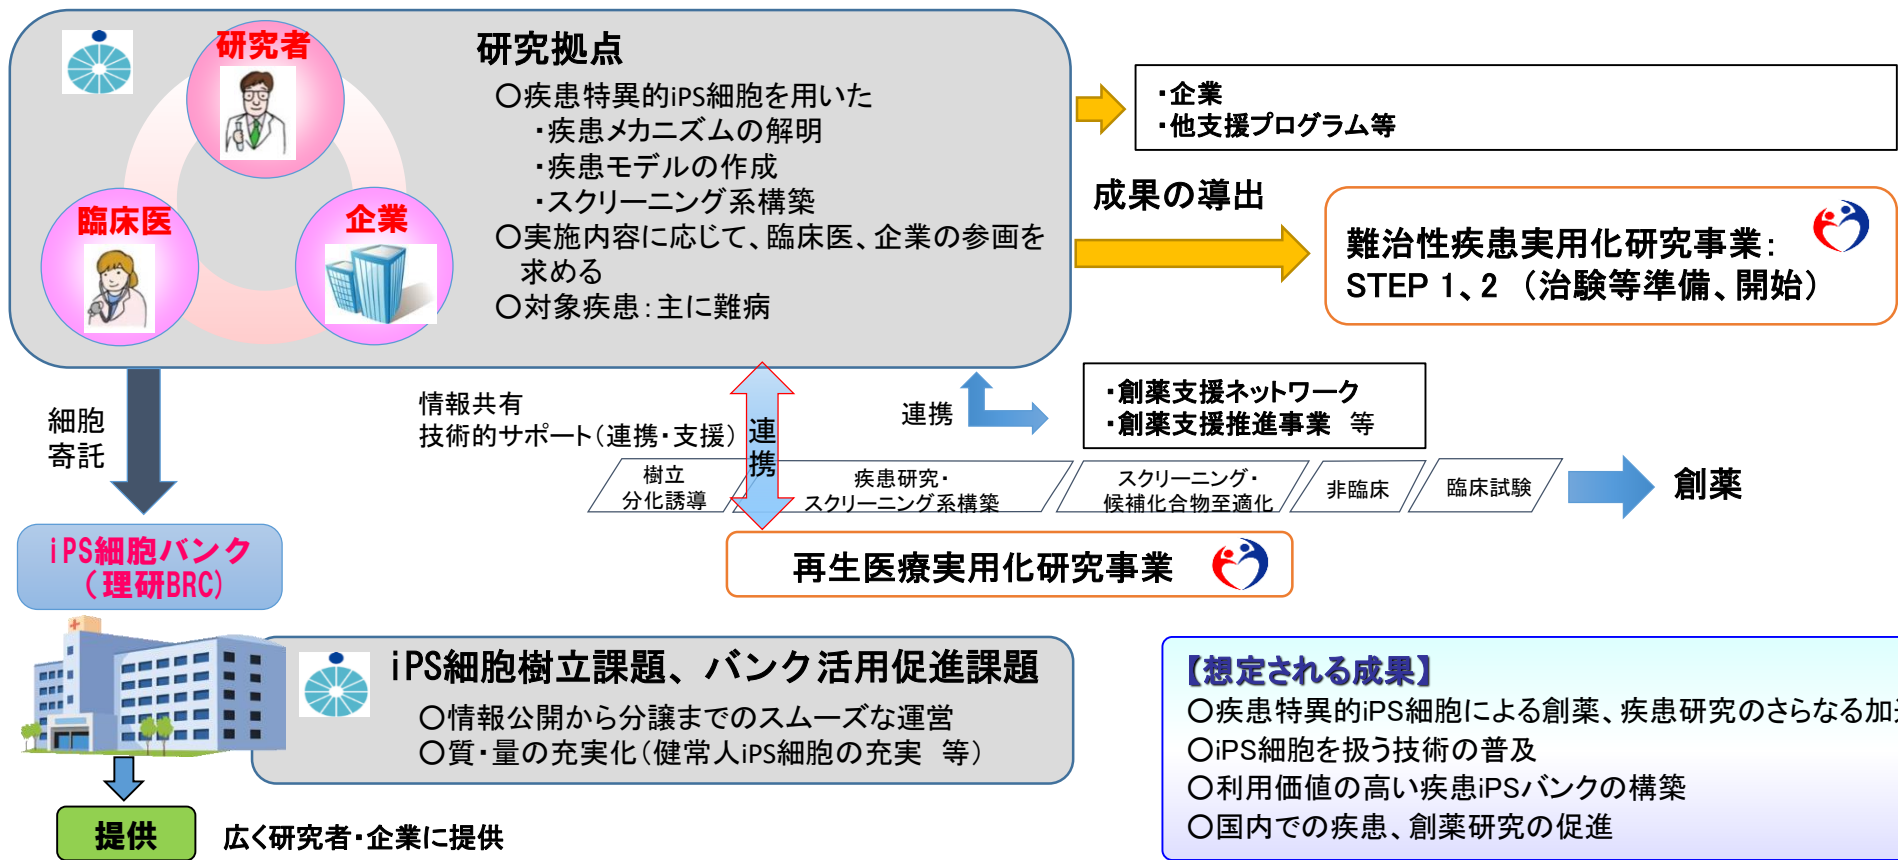 研究者
臨床医
企業
研究拠点
○疾患特異的iPS細胞を用いた
・疾患メカニズムの解明
・疾患モデルの作成
・スクリーニング系構築
○実施内容に応じて、臨床医、企業の参画を
求める
○対象疾患：主に難病
・企業
・他支援プログラム等
成果の導出
難治性疾患実用化研究事業：
STEP 1、2 （治験等準備、開始）
細胞
寄託
情報共有
技術的サポート（連携・支援）
連携
連携
・創薬支援ネットワーク
・創薬支援推進事業 等
樹立
分化誘導
疾患研究・
スクリーニング系構築
スクリーニング・
候補化合物至適化
非臨床
臨床試験
創薬
再生医療実用化研究事業
iPS細胞バンク
（理研BRC)
iPS細胞樹立課題、バンク活用促進課題
○情報公開から分譲までのスムーズな運営
○質・量の充実化（健常人iPS細胞の充実 等）
提供
広く研究者・企業に提供
【想定される成果】
○疾患特異的iPS細胞による創薬、疾患研究のさらなる加
○iPS細胞を扱う技術の普及
○利用価値の高い疾患iPSバンクの構築
○国内での疾患、創薬研究の促進